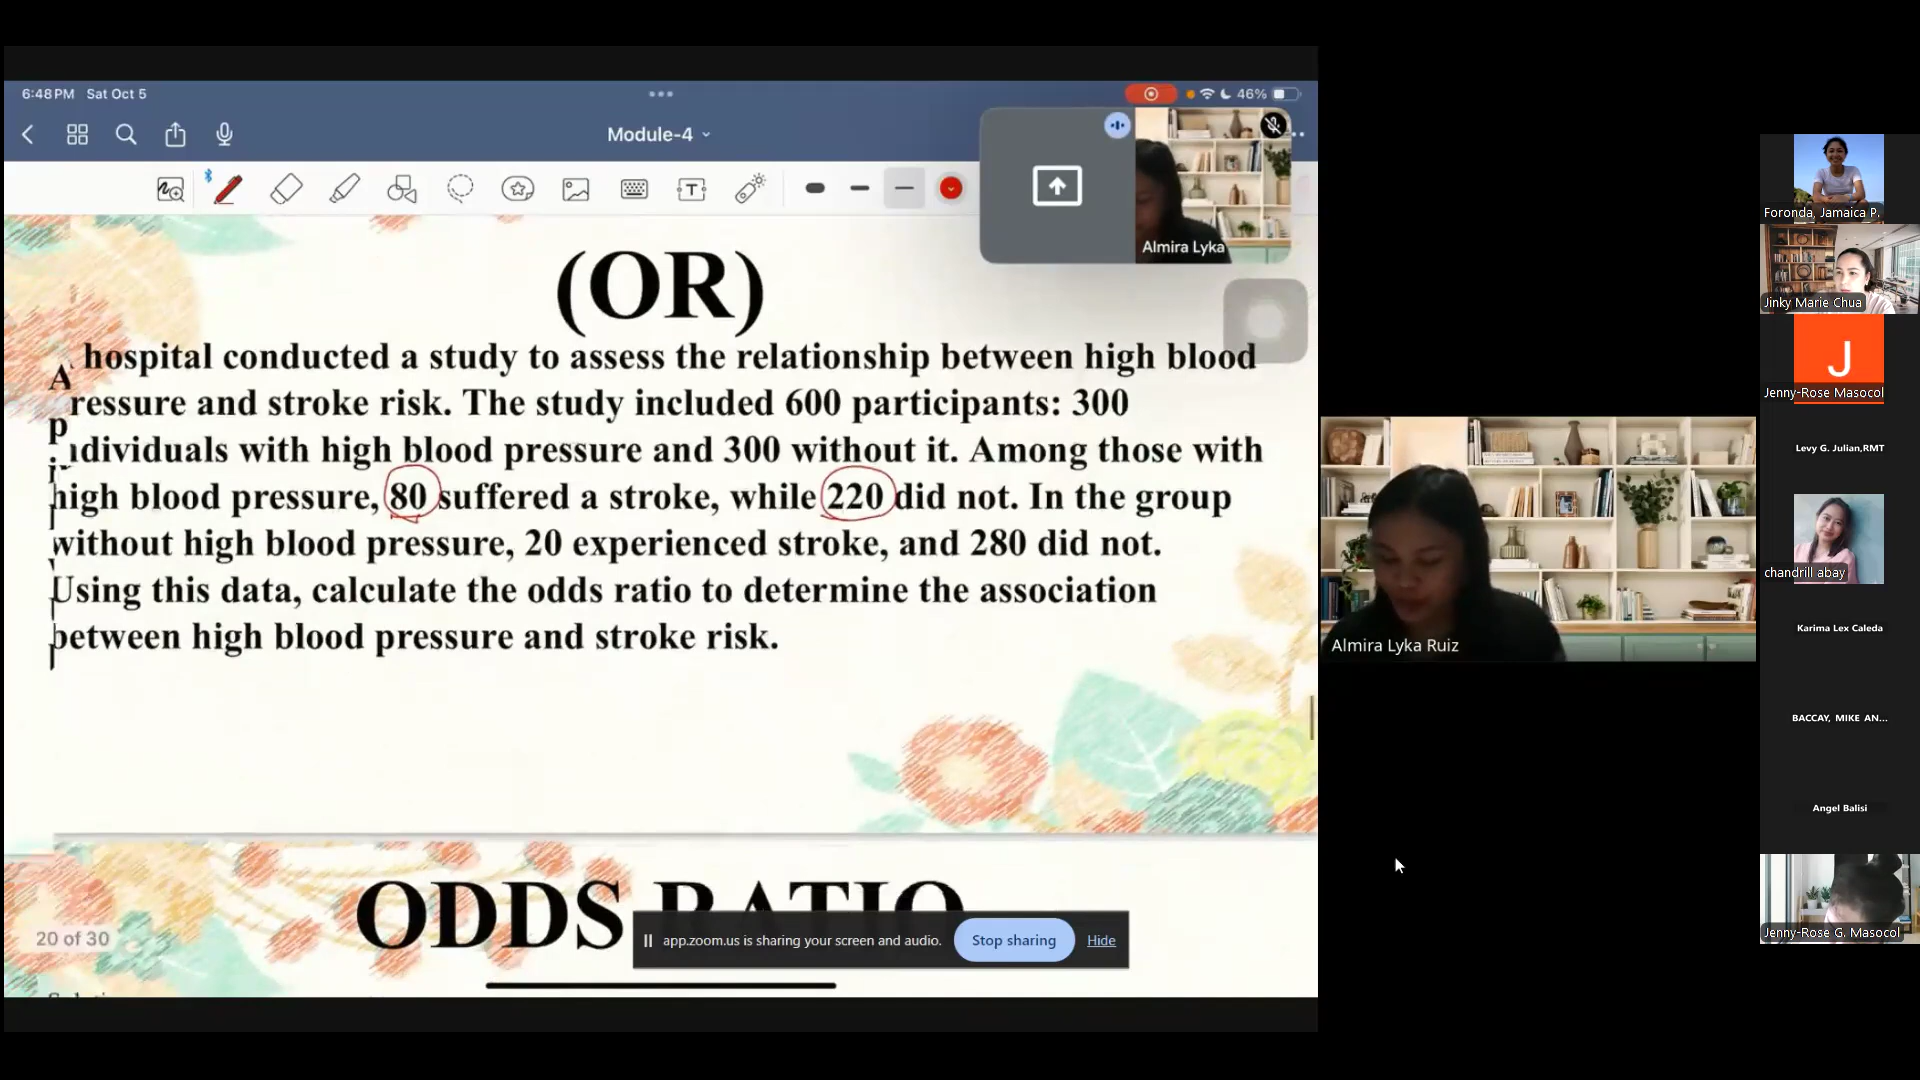 6:48 PM Sat Oct 5
46%
Module-4
Almira Lyka
(OR)
A hospital conducted a study to assess the relationship between high blood
pressure and stroke risk. The study included 600 participants: 300
individuals with high blood pressure and 300 without it. Among those with
high blood pressure, 80 suffered a stroke, while 220 did not. In the group
without high blood pressure, 20 experienced stroke, and 280 did not.
Using this data, calculate the odds ratio to determine the association
between high blood pressure and stroke risk.
ODDS RATIO
20 of 30
app.zoom.us is sharing your screen and audio.
Stop sharing
Hide
Almira Lyka Ruiz
Foronda, Jamaica P.
Jinky Marie Chua
J
Jenny-Rose Masocol
Levy G. Julian,RMT
chandrill abay
Karima Lex Caleda
BACCAY, MIKE AN...
Angel Balisi
Jenny-Rose G. Masocol